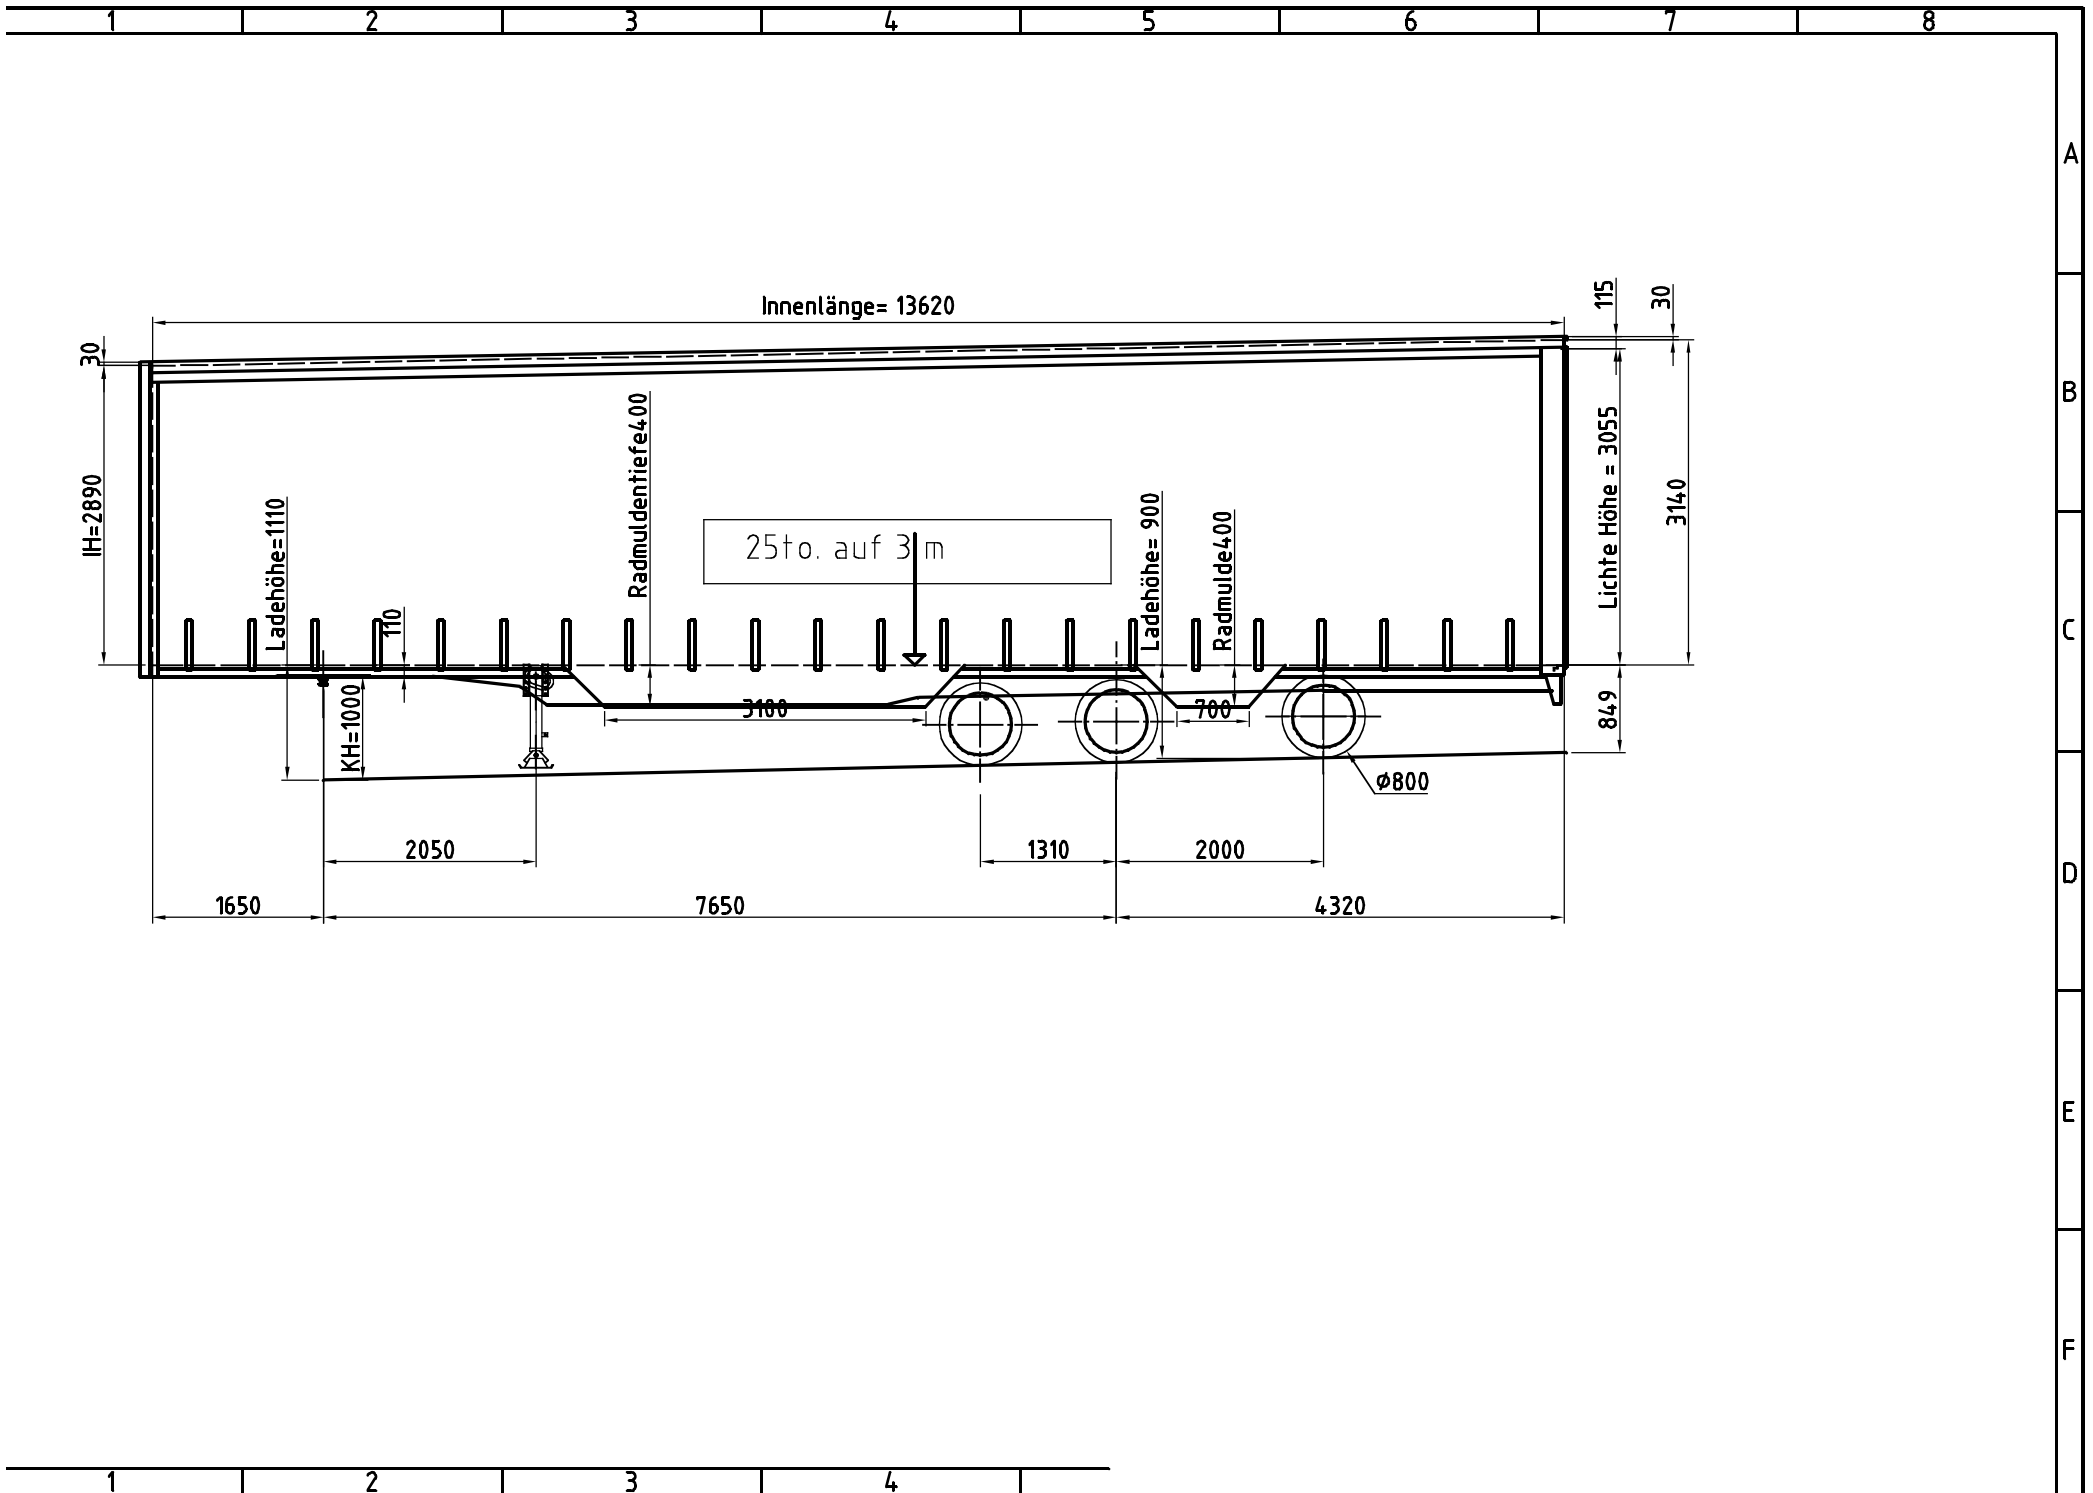 1 2 3 4 5 6 7 8
A
B
C
D
E
F
Innenlänge= 13620
115
30
30
IH=2890
Ladehöhe=1110
110
KH=1000
Radmuldentiefe400
25to. auf 3 m
Ladehöhe= 900
Radmulde400
Lichte Höhe = 3055
3140
849
3100
700
Ø800
2050
1310
2000
1650
7650
4320
1 2 3 4